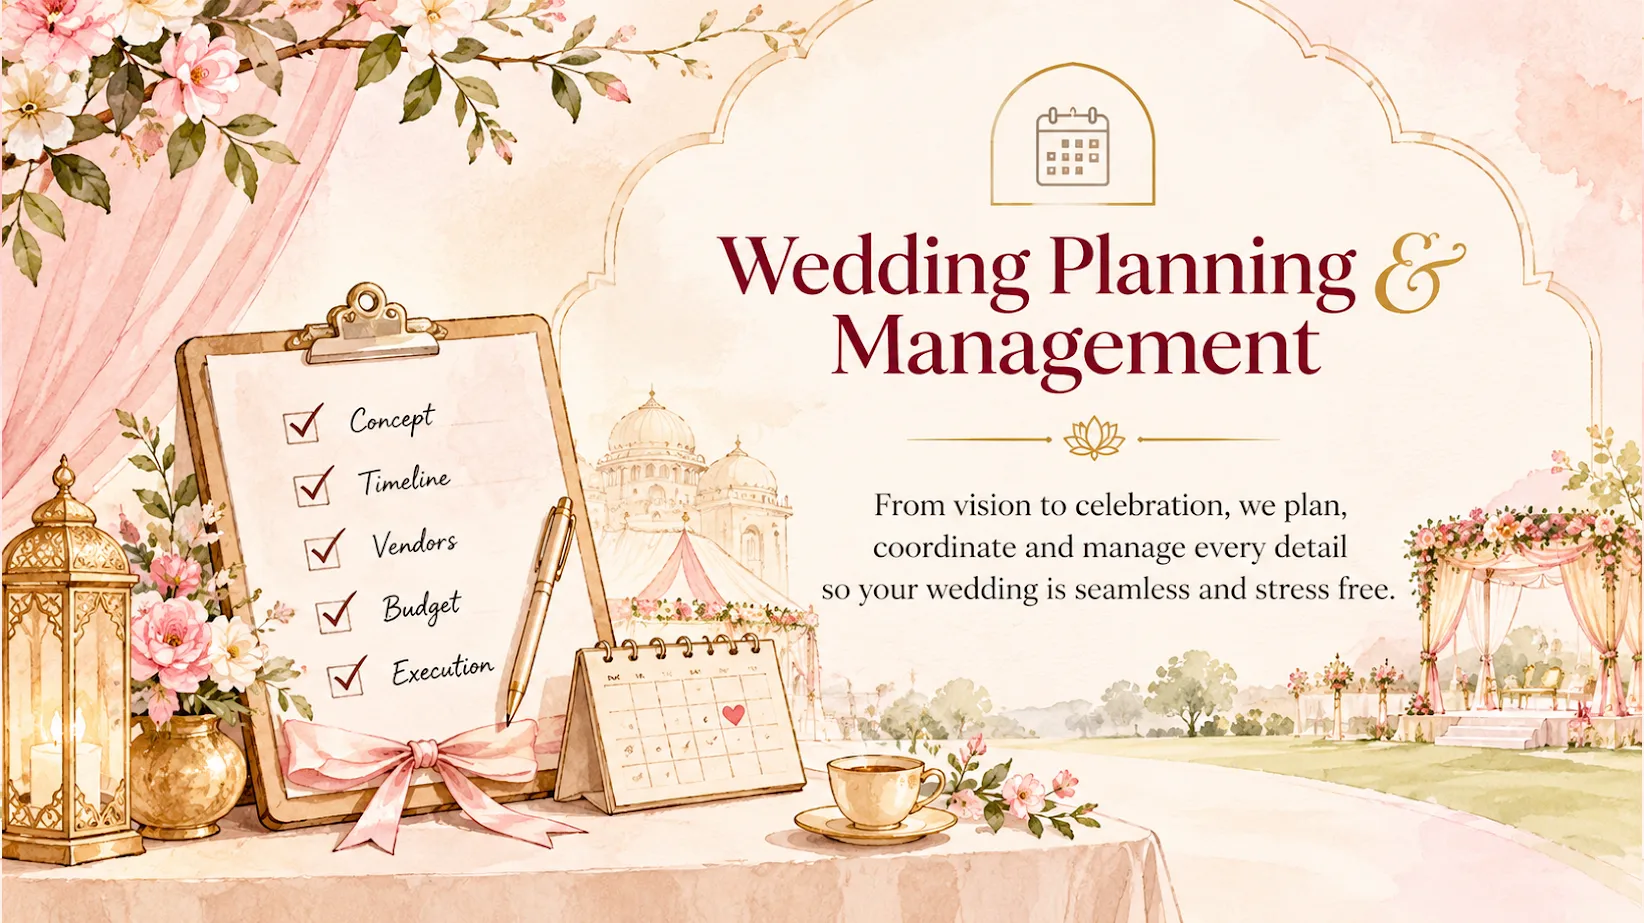 Wedding Planning &
Management
From vision to celebration, we plan,
coordinate and manage every detail
so your wedding is seamless and stress free.
Concept
Timeline
Vendors
Budget
Execution